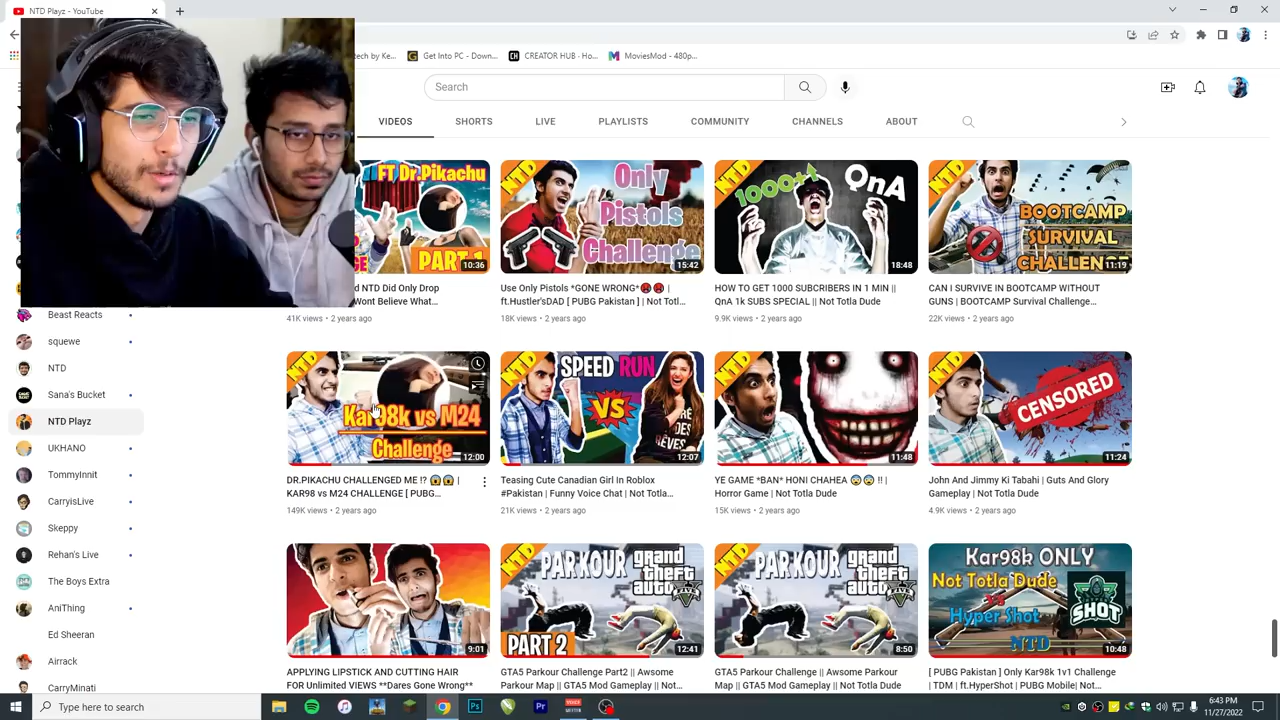 NTD Playz - YouTube
tech by Ke...
Get Into PC - Down...
CREATOR HUB · Ho...
MoviesMod - 480p...
Search
VIDEOS
SHORTS
LIVE
PLAYLISTS
COMMUNITY
CHANNELS
ABOUT
FT Dr.Pikachu
PART 1
10:36
NTD
Only
Pistols
Challenge
15:42
1000+!
QnA
18:48
NTD
BOOTCAMP
SURVIVAL
CHALLENGE
11:19
d NTD Did Only Drop
Wont Believe What...
41K views • 2 years ago
Use Only Pistols *GONE WRONG* |
ft.Hustler'sDAD [ PUBG Pakistan ] | Not Totl...
18K views • 2 years ago
HOW TO GET 1000 SUBCRIBERS IN 1 MIN ||
QnA 1k SUBS SPECIAL || Not Totla Dude
9.9K views • 2 years ago
CAN I SURVIVE IN BOOTCAMP WITHOUT
GUNS | BOOTCAMP Survival Challenge...
22K views • 2 years ago
Beast Reacts
squewe
NTD
Sana's Bucket
NTD Playz
UKHANO
TommyInnit
CarryisLive
Skeppy
Rehan's Live
The Boys Extra
AniThing
Ed Sheeran
Airrack
CarryMinati
NTD
Kar98k vs M24
Challenge
12:00
NTD
SPEED RUN
VS
12:07
NTD
11:48
NTD
CENSORED
11:24
DR.PIKACHU CHALLENGED ME !? 😱😱 |
KAR98 vs M24 CHALLENGE [ PUBG...
149K views • 2 years ago
Teasing Cute Canadian Girl In Roblox
#Pakistan | Funny Voice Chat | Not Totla...
21K views • 2 years ago
YE GAME *BAN* HONI CHAHEA 😨😨 !! |
Horror Game | Not Totla Dude
15K views • 2 years ago
John And Jimmy Ki Tabahi | Guts And Glory
Gameplay | Not Totla Dude
4.9K views • 2 years ago
9:01
NTD
PARKOUR
grand
theft
auto
PART 2
12:41
NTD
PARKOUR
grand
theft
auto
8:50
Kar98k ONLY
Not Totla Dude
vs
Hyper Shot
NTD
SHOT
10:48
APPLYING LIPSTICK AND CUTTING HAIR
FOR Unlimited VIEWS **Dares Gone Wrong**
GTA5 Parkour Challenge Part2 || Awsome
Parkour Map || GTA5 Mod Gameplay || Not...
GTA5 Parkour Challenge || Awsome Parkour
Map || GTA5 Mod Gameplay || Not Totla Dude
[ PUBG Pakistan ] Only Kar98k 1v1 Challenge
| TDM | ft.HyperShot | PUBG Mobile| Not...
Type here to search
6:43 PM
11/27/2022